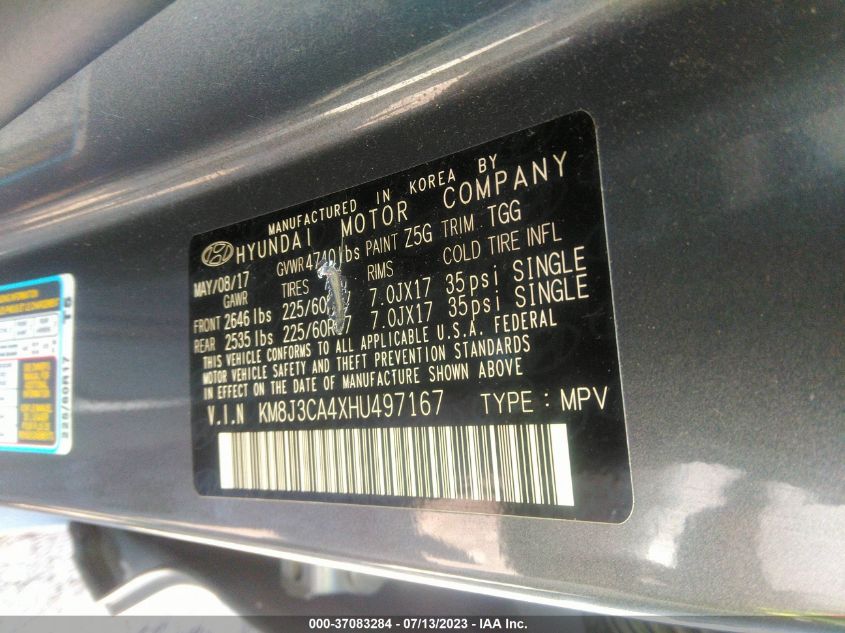 MANUFACTURED IN KOREA BY
HYUNDAI MOTOR COMPANY
MAY/08/17 GVWR 4740 lbs PAINT Z5G TRIM TGG
GAWR TIRES RIMS COLD TIRE INFL
FRONT 2646 lbs 225/60 7.0JX17 35psi SINGLE
REAR 2535 lbs 225/60R17 7.0JX17 35psi SINGLE
THIS VEHICLE CONFORMS TO ALL APPLICABLE U.S.A. FEDERAL
MOTOR VEHICLE SAFETY AND THEFT PREVENTION STANDARDS
IN EFFECT ON THE DATE OF MANUFACTURE SHOWN ABOVE
V.I.N KM8J3CA4XHU497167 TYPE : MPV
225/60R17
000-37083284 / 07/13/2023 - IAA Inc.